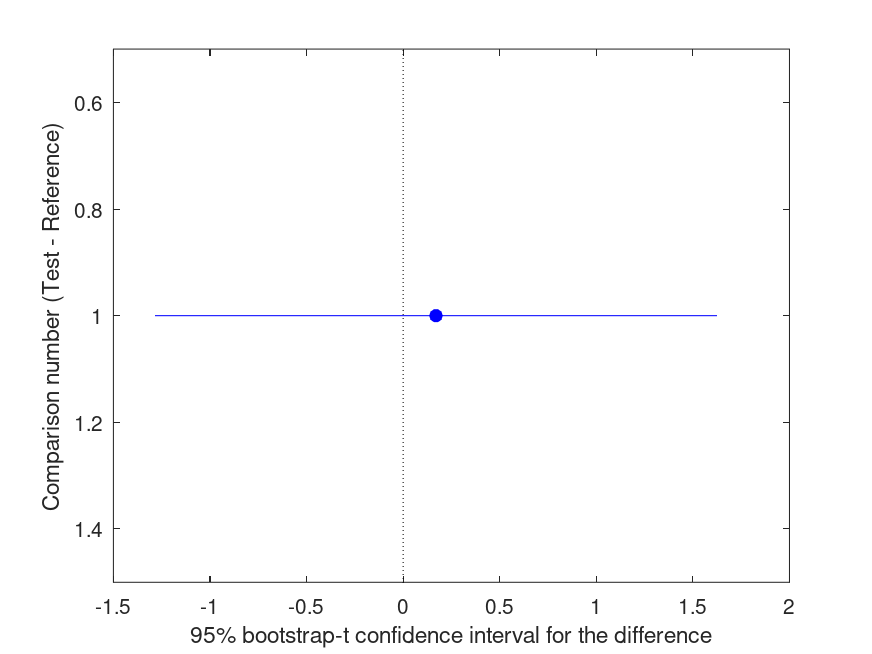 0.6
0.8
1
1.2
1.4
Comparison number (Test - Reference)
-1.5 -1 -0.5 0 0.5 1 1.5 2
95% bootstrap-t confidence interval for the difference